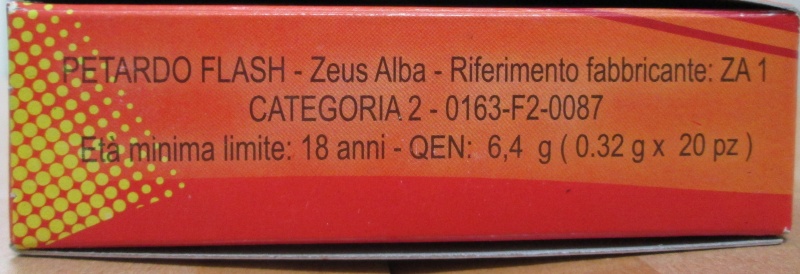 PETARDO FLASH - Zeus Alba - Riferimento fabbricante: ZA 1
CATEGORIA 2 - 0163-F2-0087
Età minima limite: 18 anni - QEN: 6,4 g ( 0.32 g x 20 pz )